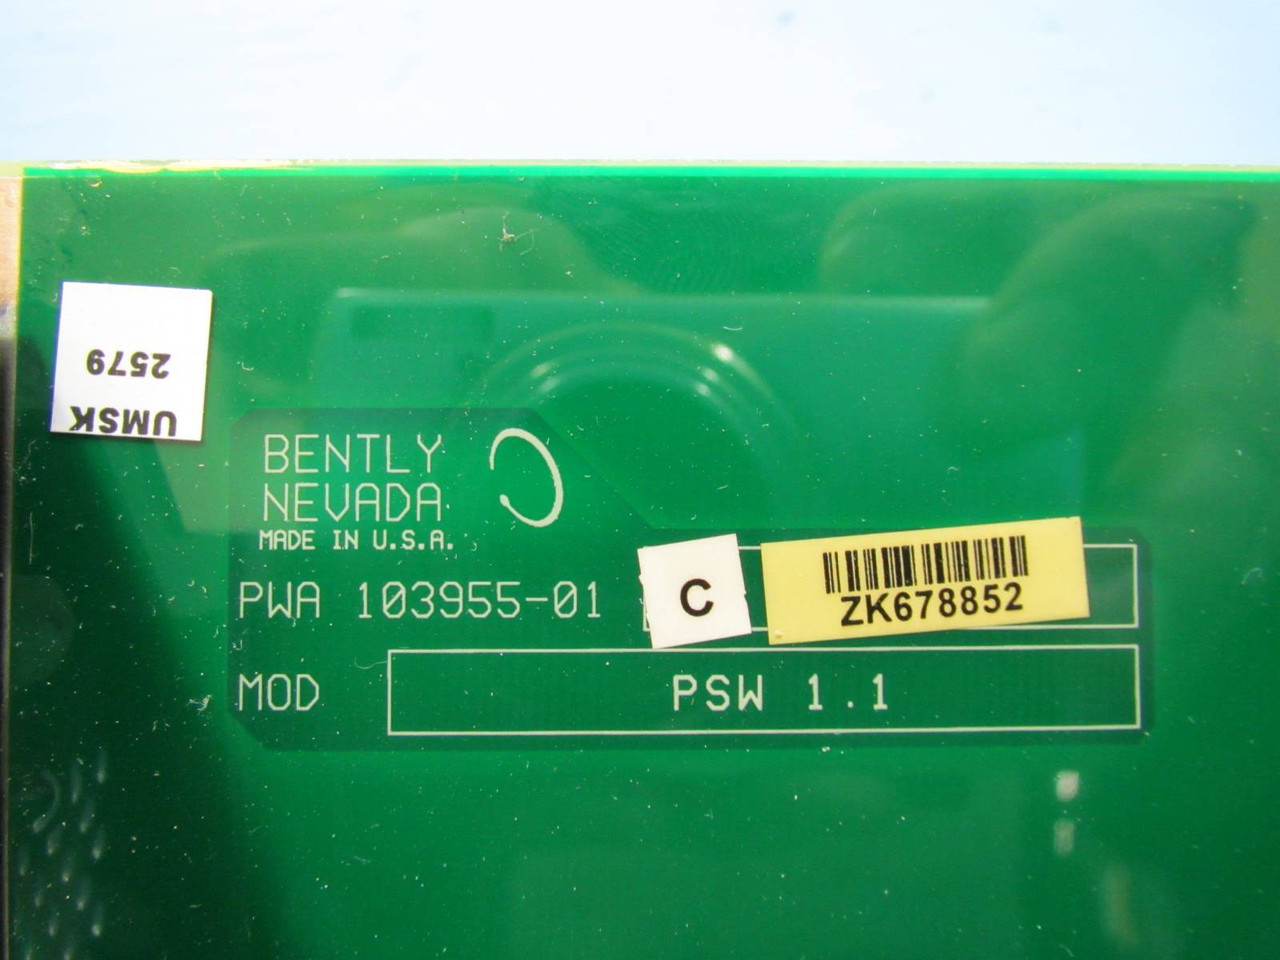 UMSK
2579
BENTLY
NEVADA
MADE IN U.S.A.
PWA 103955-01
C
ZK678852
MOD
PSW 1.1